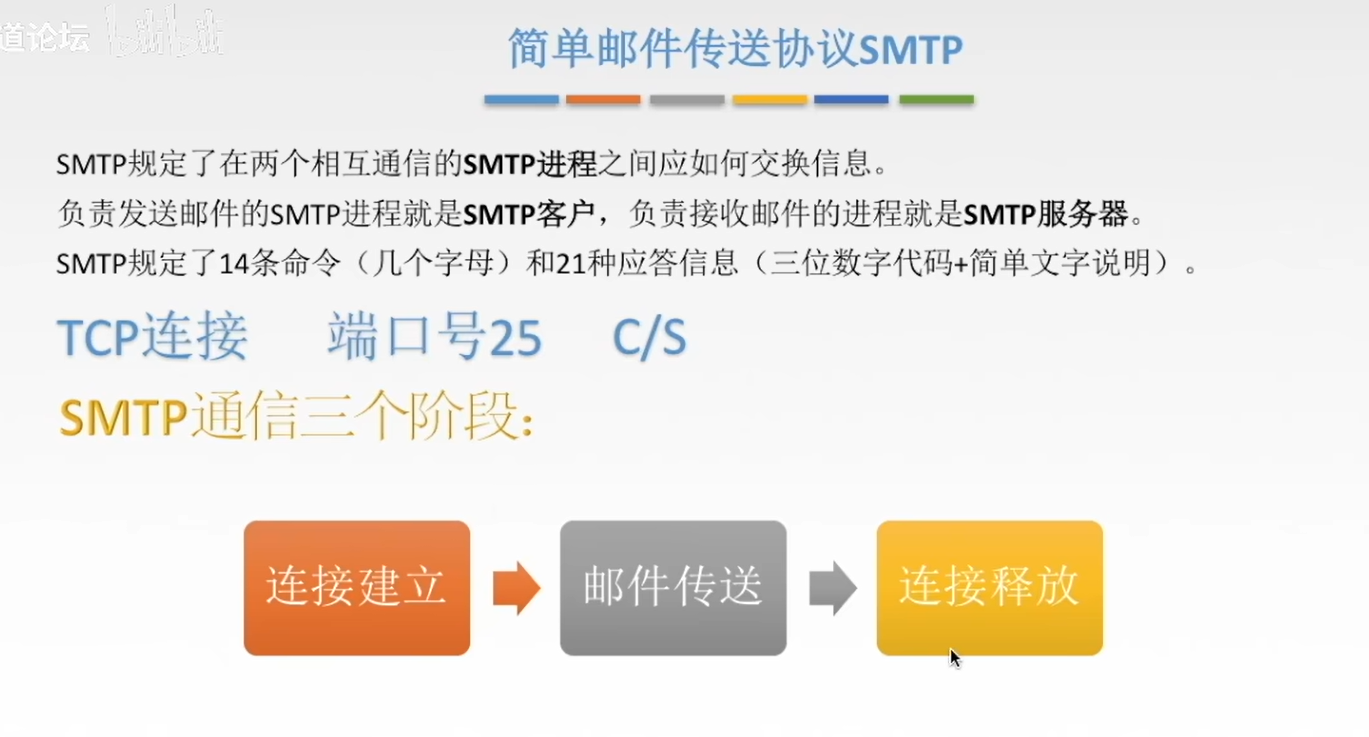 道论坛 bilibili
简单邮件传送协议SMTP
SMTP规定了在两个相互通信的SMTP进程之间应如何交换信息。
负责发送邮件的SMTP进程就是SMTP客户，负责接收邮件的进程就是SMTP服务器。
SMTP规定了14条命令（几个字母）和21种应答信息（三位数字代码+简单文字说明）。
TCP连接 端口号25 C/S
SMTP通信三个阶段:
连接建立 邮件传送 连接释放